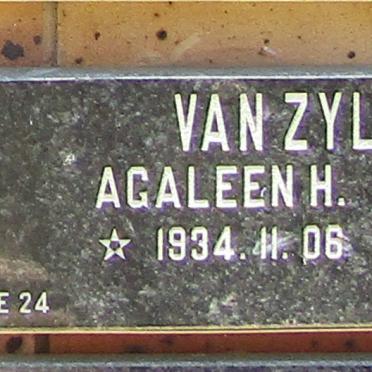 VAN ZYL
AGALEEN H.
☆ 1934.11.06
E 24